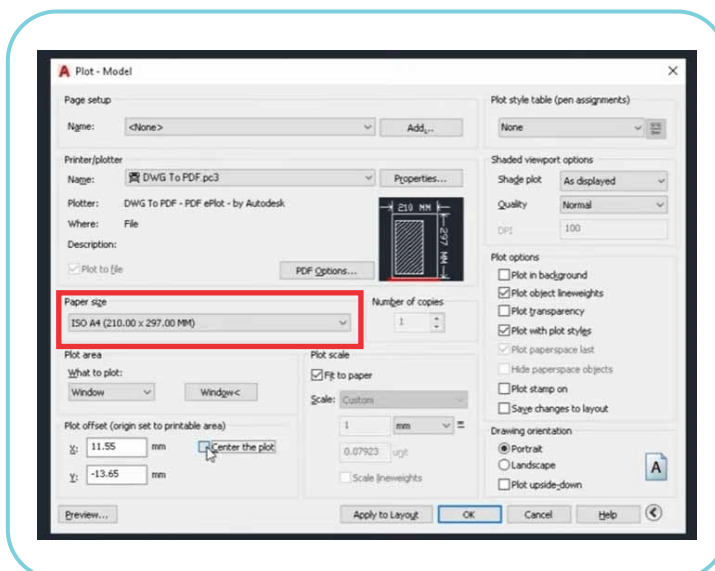 Plot - Model
Page setup
Name: <None> Add...
Printer/plotter
Name: DWG To PDF.pc3 Properties...
Plotter: DWG To PDF - PDF ePlot - by Autodesk
Where: File
Description:
Plot to file PDF Options...
210 MM
297 MM
Paper size
ISO A4 (210.00 x 297.00 MM)
Number of copies
1
Plot area
What to plot:
Window Window<
Plot offset (origin set to printable area)
X: 11.55 mm Center the plot
Y: -13.65 mm
Plot scale
Fit to paper
Scale: Custom
1 mm =
0.07923 unit
Scale lineweights
Plot style table (pen assignments)
None
Shaded viewport options
Shade plot As displayed
Quality Normal
DPI 100
Plot options
Plot in background
Plot object lineweights
Plot transparency
Plot with plot styles
Plot paperspace last
Hide paperspace objects
Plot stamp on
Save changes to layout
Drawing orientation
Portrait
Landscape
Plot upside-down
A
Preview... Apply to Layout OK Cancel Help